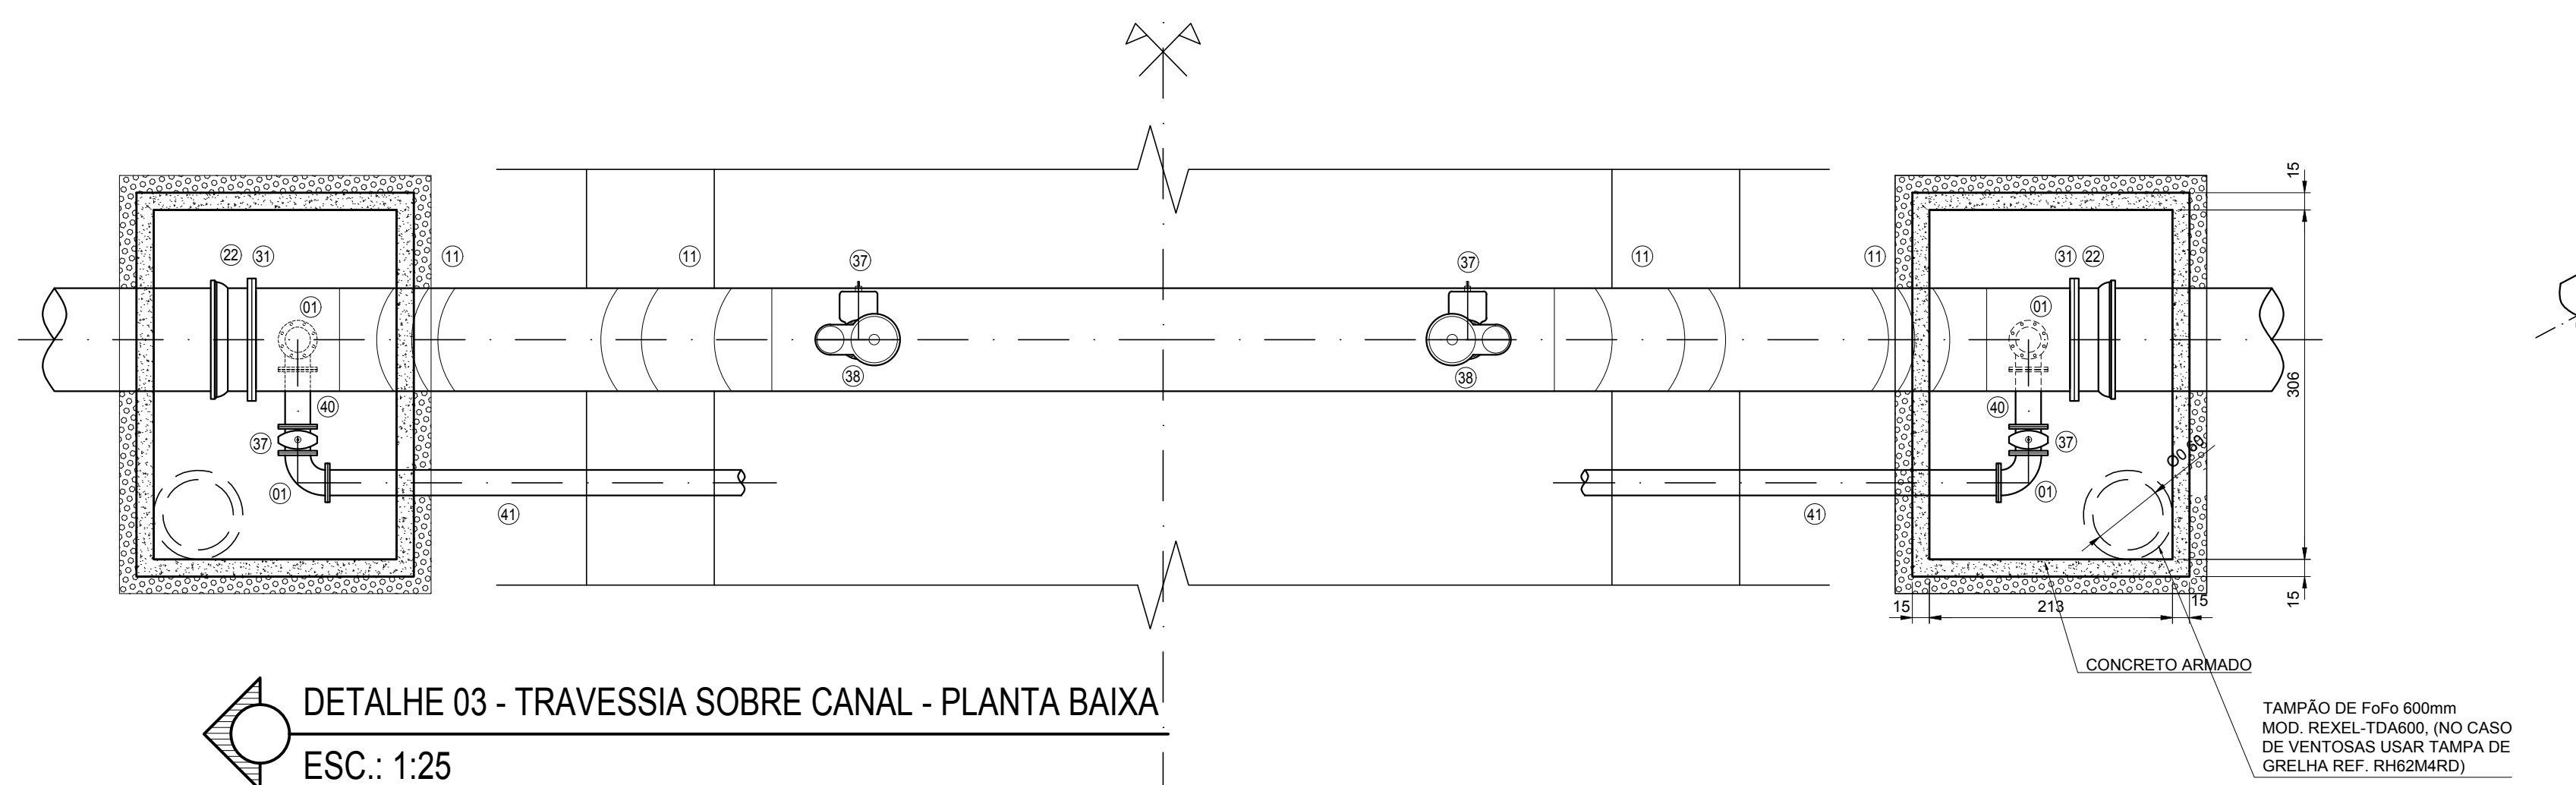 15
22 31 11 11 37 37 11 11 31 22
01 01
38 38
306
40 40
37 37
Ø0,60
01 01
41 41
15
15 213 15
CONCRETO ARMADO
DETALHE 03 - TRAVESSIA SOBRE CANAL - PLANTA BAIXA
ESC.: 1:25
TAMPÃO DE FoFo 600mm
MOD. REXEL-TDA600, (NO CASO
DE VENTOSAS USAR TAMPA DE
GRELHA REF. RH62M4RD)